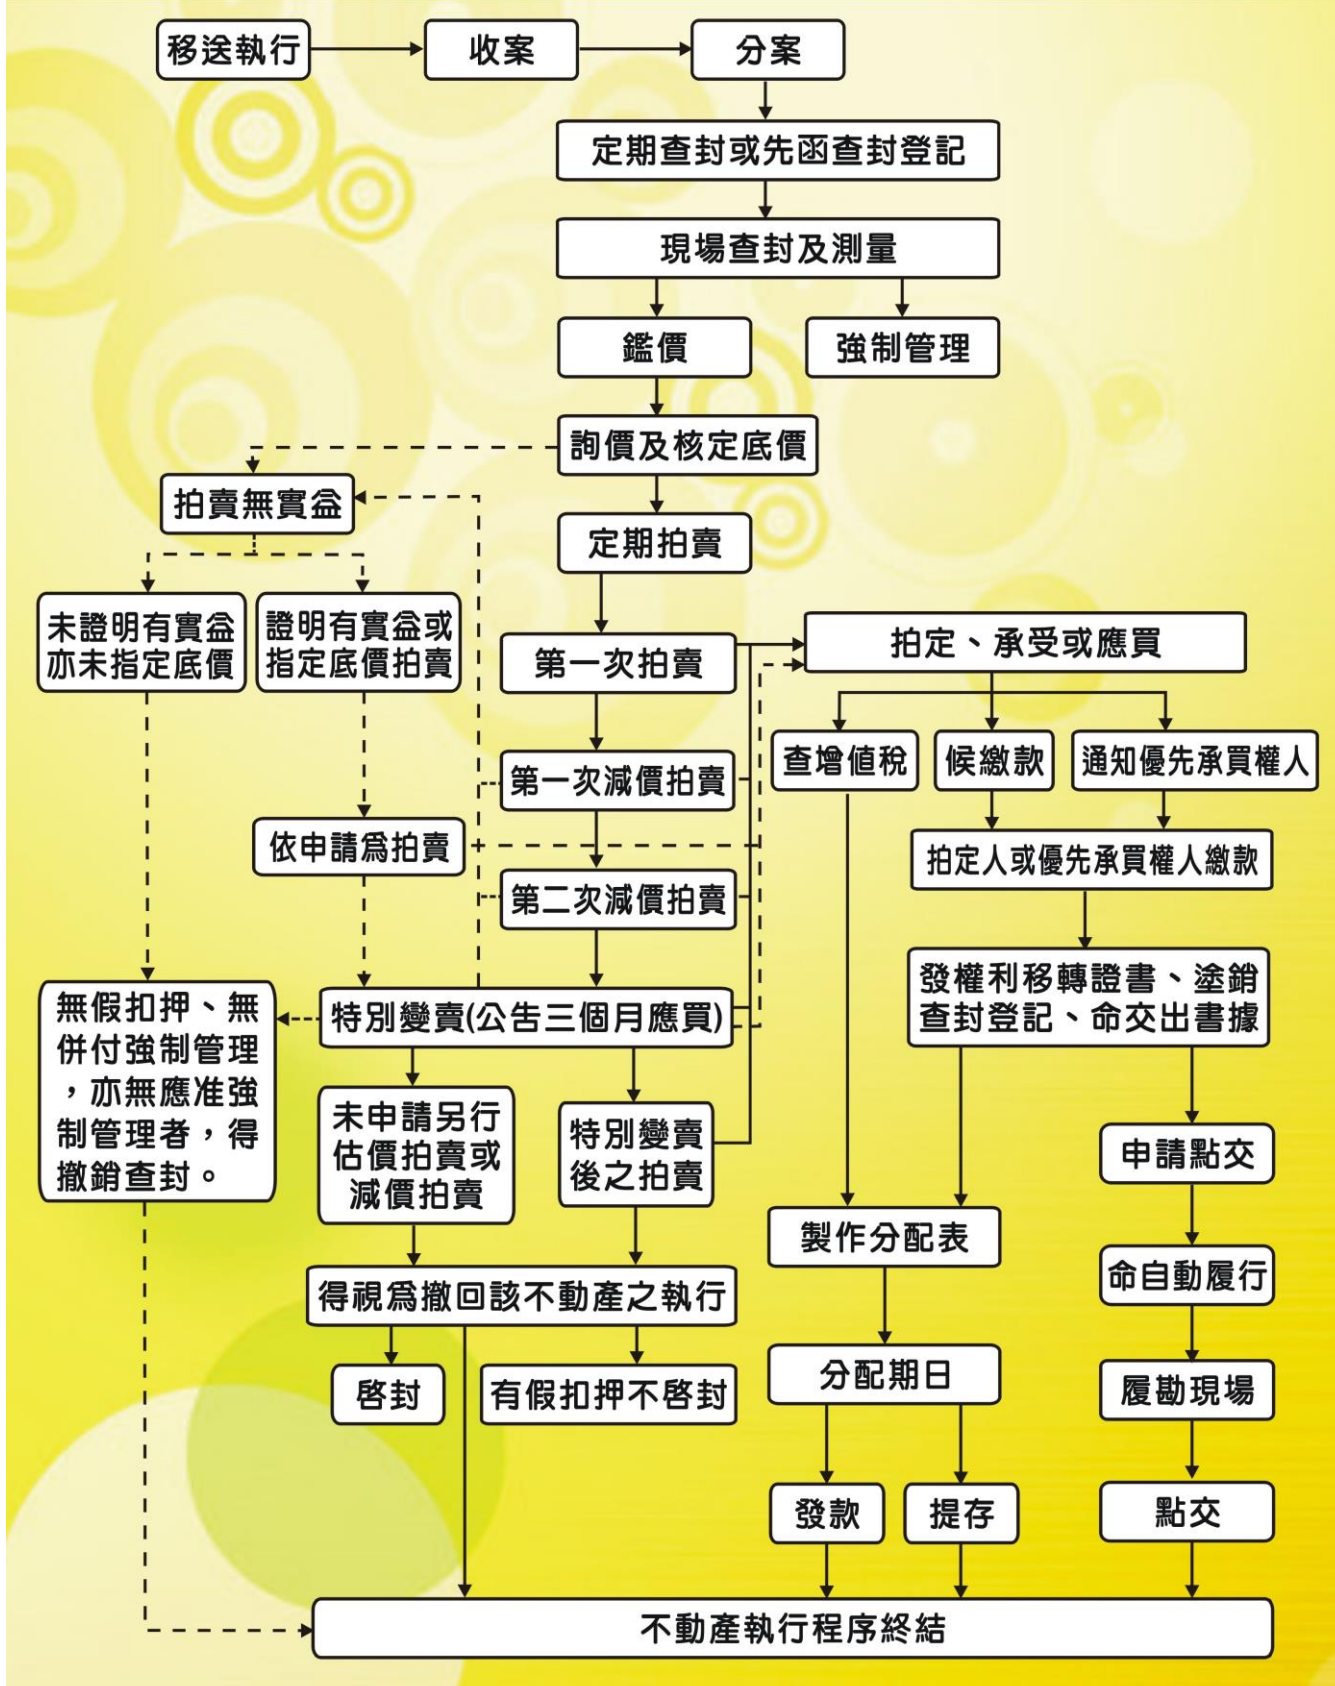 移送執行
收案
分案
定期查封或先函查封登記
現場查封及測量
鑑價
強制管理
詢價及核定底價
拍賣無實益
定期拍賣
未證明有實益
亦未指定底價
證明有實益或
指定底價拍賣
第一次拍賣
拍定、承受或應買
第一次減價拍賣
查增值稅
候繳款
通知優先承買權人
依申請為拍賣
第二次減價拍賣
拍定人或優先承買權人繳款
無假扣押、無
併付強制管理
，亦無應准強
制管理者，得
撤銷查封。
特別變賣(公告三個月應買)
發權利移轉證書、塗銷
查封登記、命交出書據
未申請另行
估價拍賣或
減價拍賣
特別變賣
後之拍賣
申請點交
製作分配表
命自動履行
得視為撤回該不動產之執行
啓封
有假扣押不啓封
分配期日
履勘現場
發款
提存
點交
不動產執行程序終結